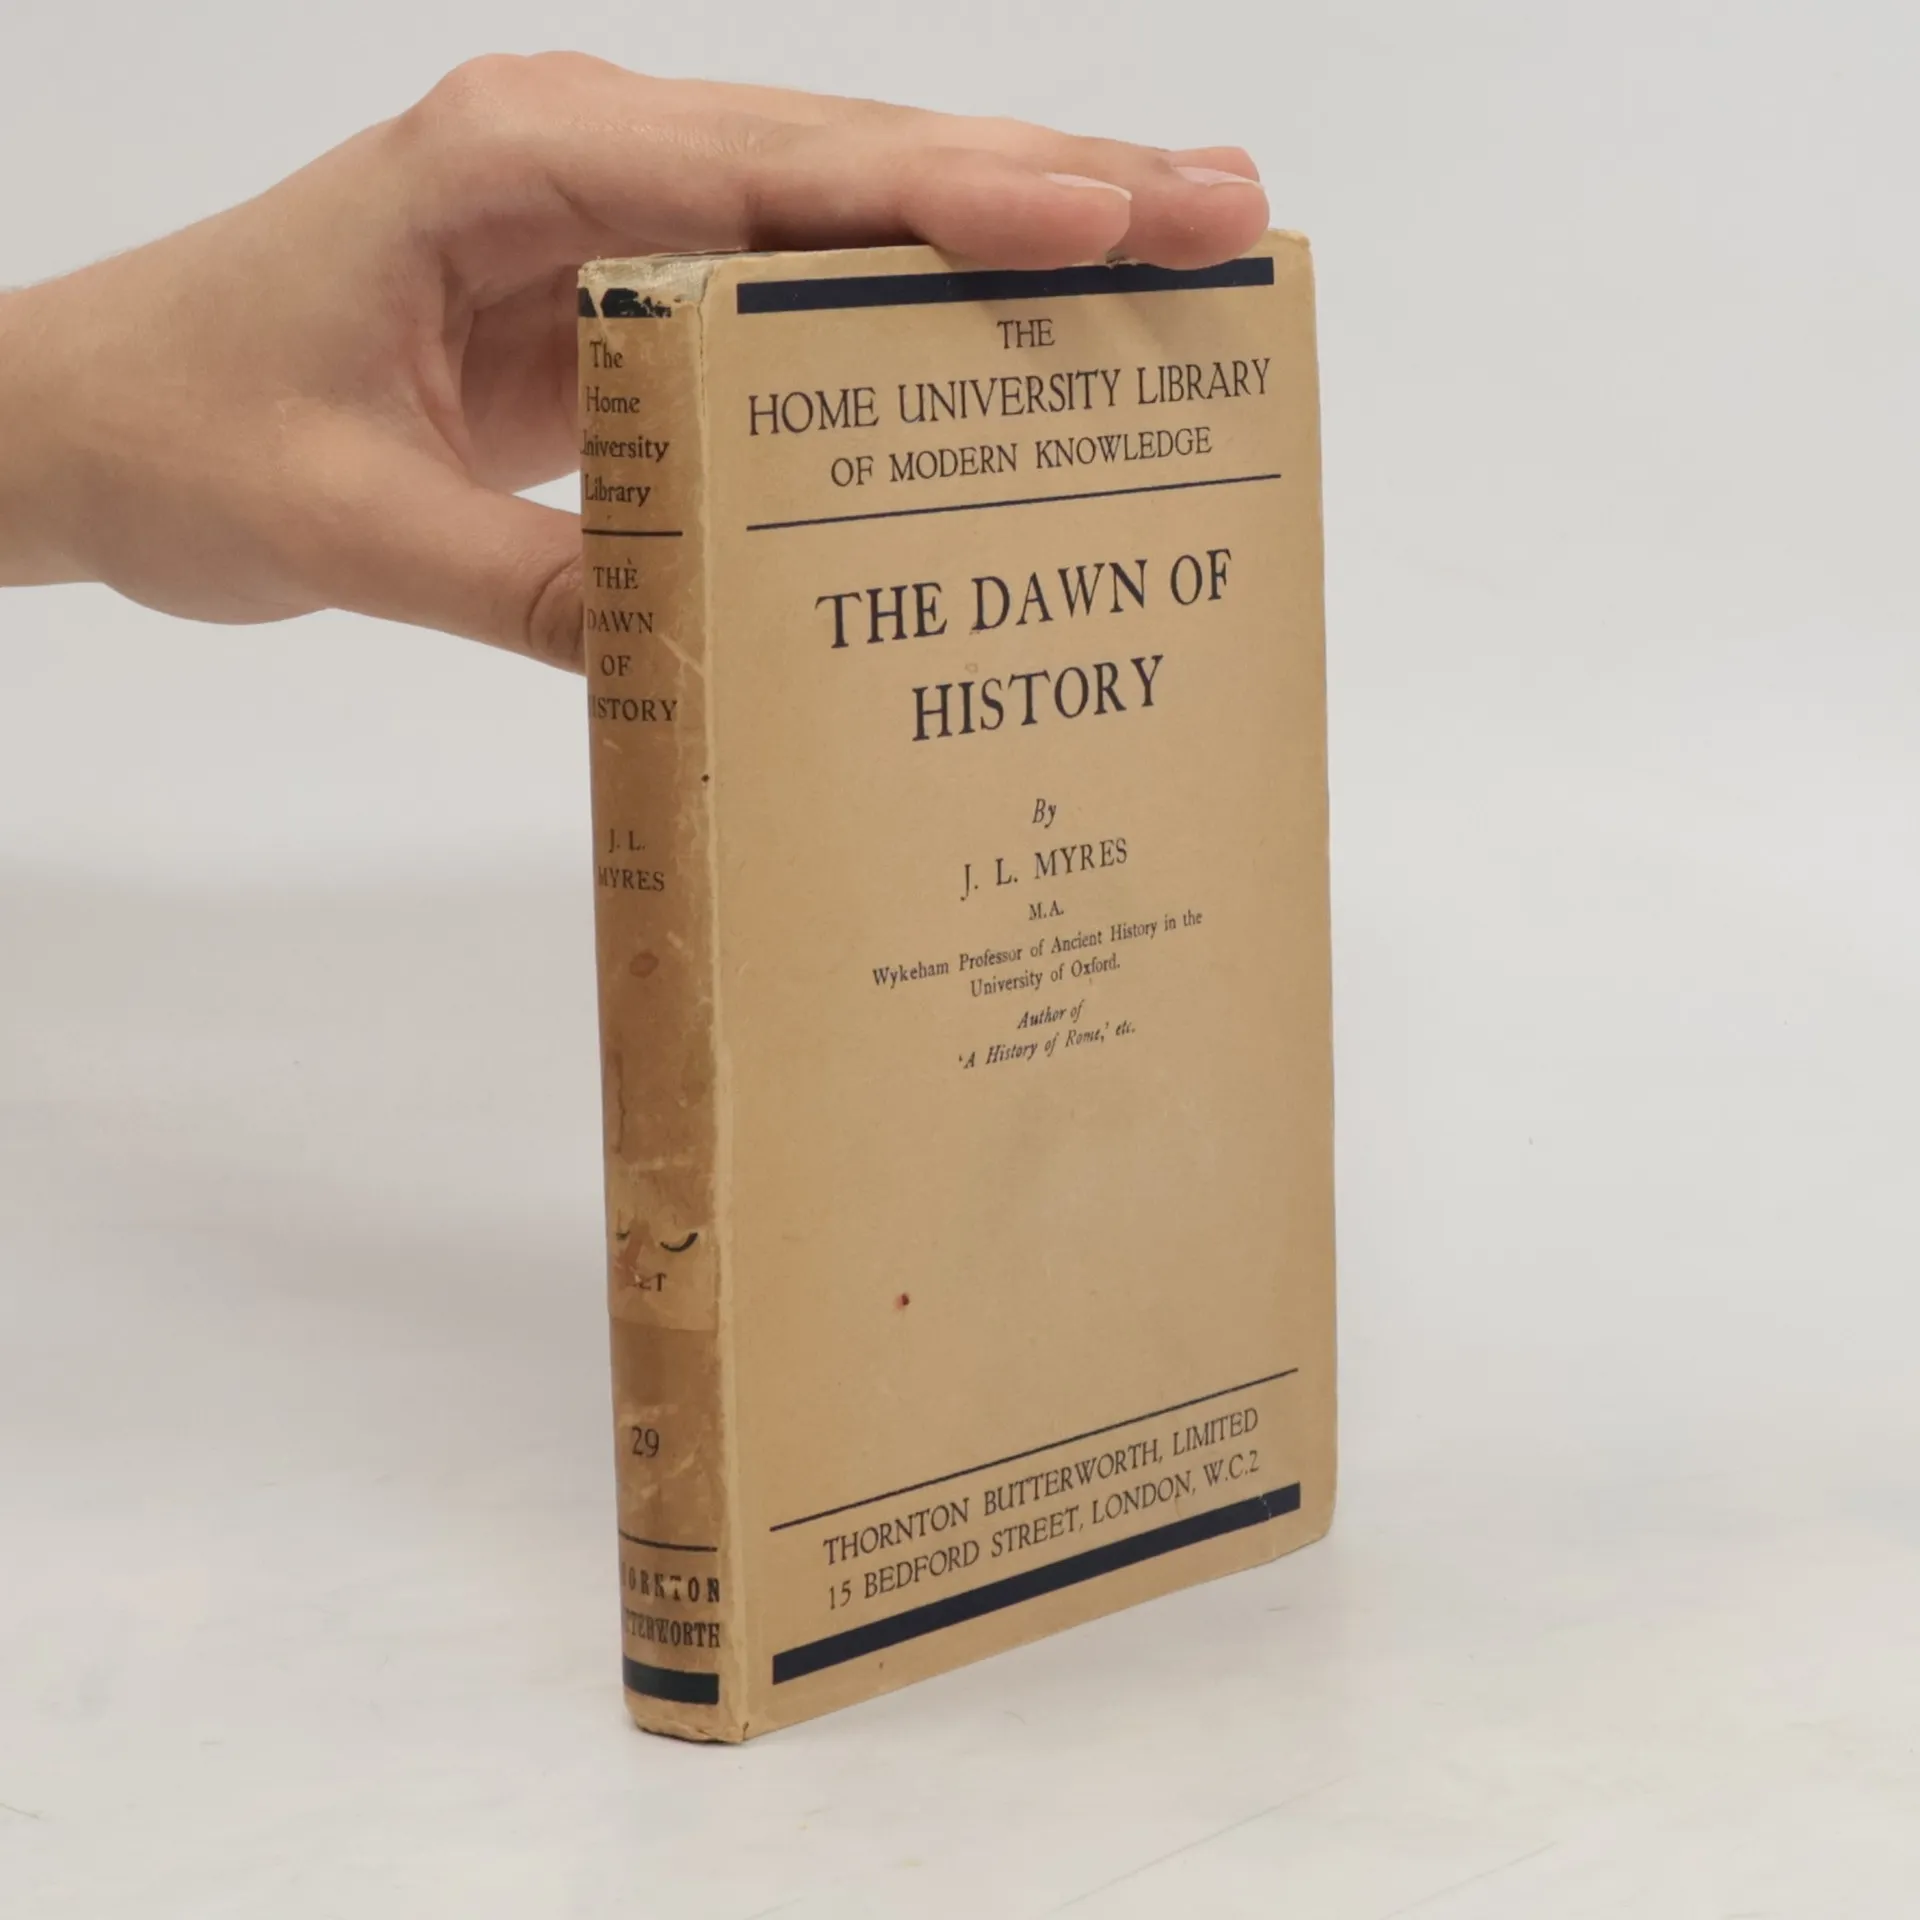 The
Home
University
Library
THE
DAWN
OF
HISTORY
J. L.
MYRES
29
THORNTON
BUTTERWORTH
THE
HOME UNIVERSITY LIBRARY
OF MODERN KNOWLEDGE
THE DAWN OF
HISTORY
By
J. L. MYRES
M.A.
Wykeham Professor of Ancient History in the
University of Oxford.
Author of
'A History of Rome,' etc.
THORNTON BUTTERWORTH, LIMITED
15 BEDFORD STREET, LONDON, W.C.2